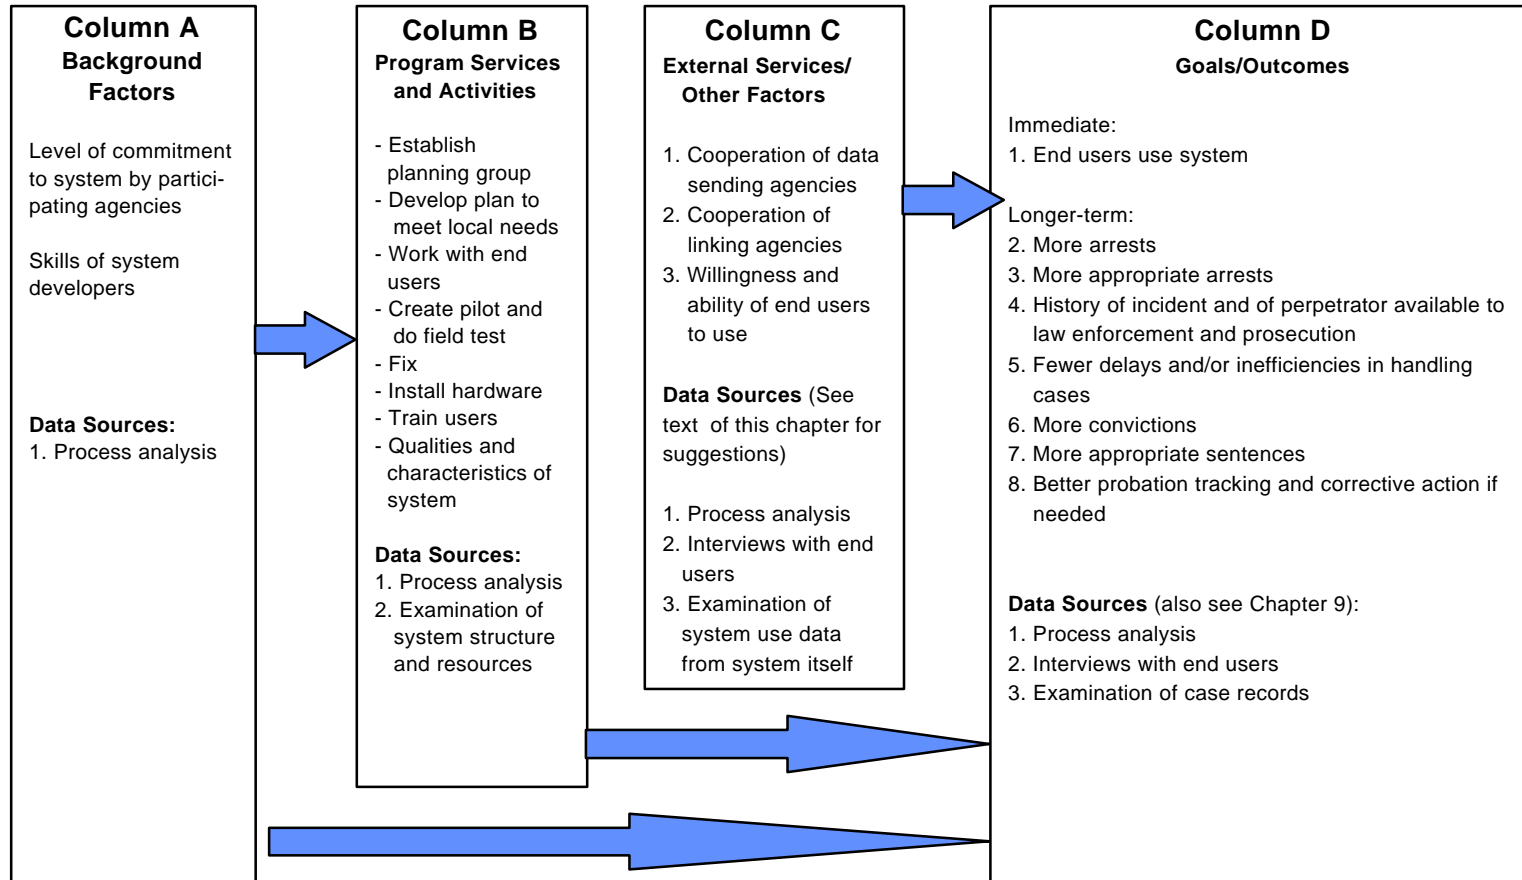 Column A
Background
Factors
Level of commitment
to system by partici-
pating agencies
Skills of system
developers
Data Sources:
1. Process analysis
Column B
Program Services
and Activities
- Establish
planning group
- Develop plan to
meet local needs
- Work with end
users
- Create pilot and
do field test
- Fix
- Install hardware
- Train users
- Qualities and
characteristics of
system
Data Sources:
1. Process analysis
2. Examination of
system structure
and resources
Column C
External Services/
Other Factors
1. Cooperation of data
sending agencies
2. Cooperation of
linking agencies
3. Willingness and
ability of end users
to use
Data Sources (See
text of this chapter for
suggestions)
1. Process analysis
2. Interviews with end
users
3. Examination of
system use data
from system itself
Column D
Goals/Outcomes
Immediate:
1. End users use system
Longer-term:
2. More arrests
3. More appropriate arrests
4. History of incident and of perpetrator available to
law enforcement and prosecution
5. Fewer delays and/or inefficiencies in handling
cases
6. More convictions
7. More appropriate sentences
8. Better probation tracking and corrective action if
needed
Data Sources (also see Chapter 9):
1. Process analysis
2. Interviews with end users
3. Examination of case records